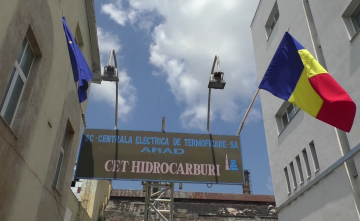 SC-CENTRALA ELECTRICA DE TERMOFICARE-SA
ARAD
CET HIDROCARBURI